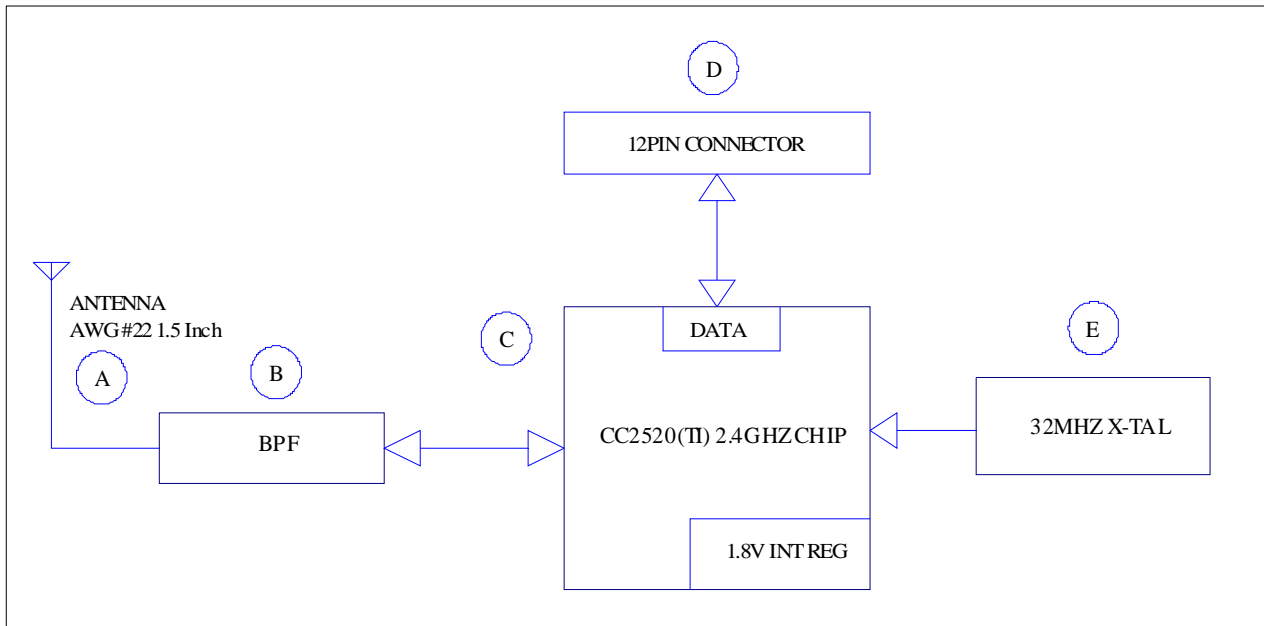 D
12PIN CONNECTOR
ANTENNA
AWG#22 1.5 Inch
A
B
BPF
C
DATA
CC2520(TI) 2.4GHZ CHIP
1.8V INT REG
E
32MHZ X-TAL